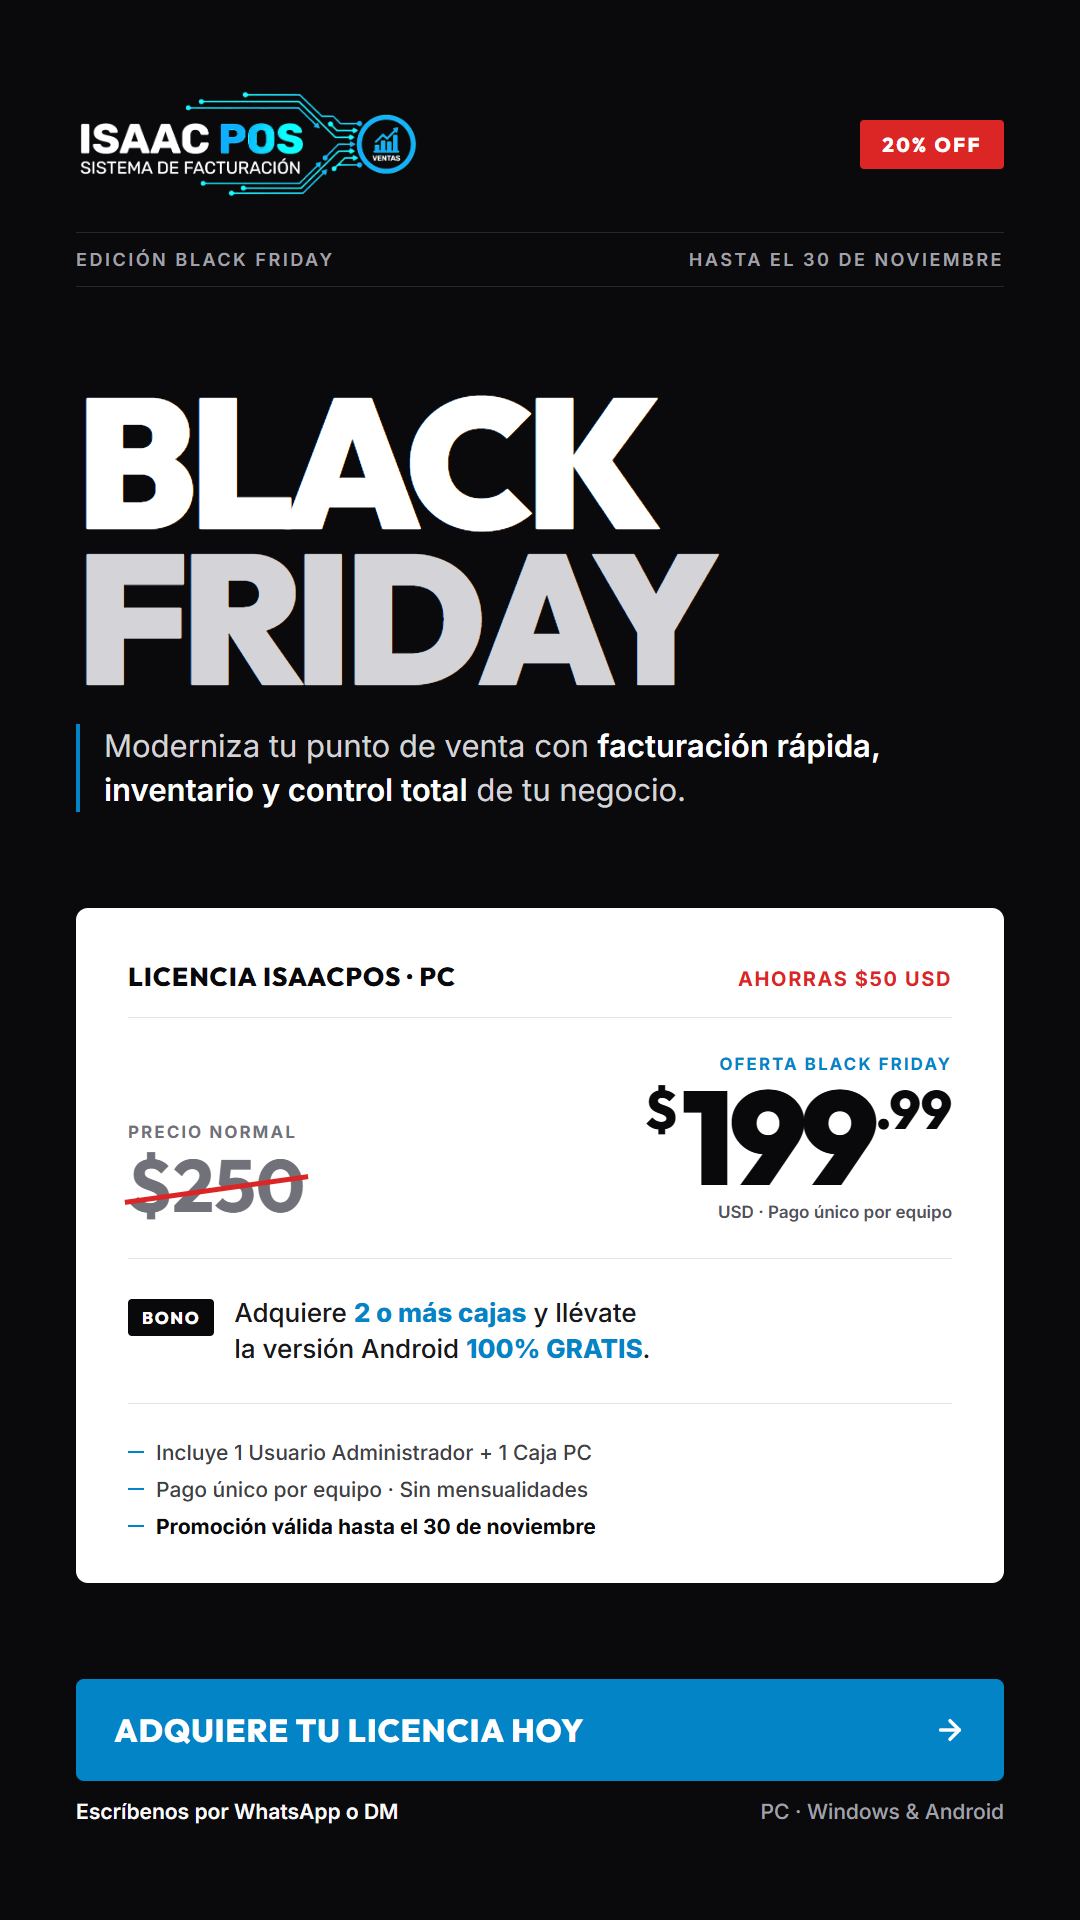 ISAAC POS
SISTEMA DE FACTURACIÓN
VENTAS
20% OFF
EDICIÓN BLACK FRIDAY
HASTA EL 30 DE NOVIEMBRE
BLACK
FRIDAY
Moderniza tu punto de venta con facturación rápida,
inventario y control total de tu negocio.
LICENCIA ISAACPOS · PC
AHORRAS $50 USD
PRECIO NORMAL
$250
OFERTA BLACK FRIDAY
$199.99
USD · Pago único por equipo
BONO
Adquiere 2 o más cajas y llévate
la versión Android 100% GRATIS.
— Incluye 1 Usuario Administrador + 1 Caja PC
— Pago único por equipo · Sin mensualidades
— Promoción válida hasta el 30 de noviembre
ADQUIERE TU LICENCIA HOY →
Escríbenos por WhatsApp o DM
PC · Windows & Android